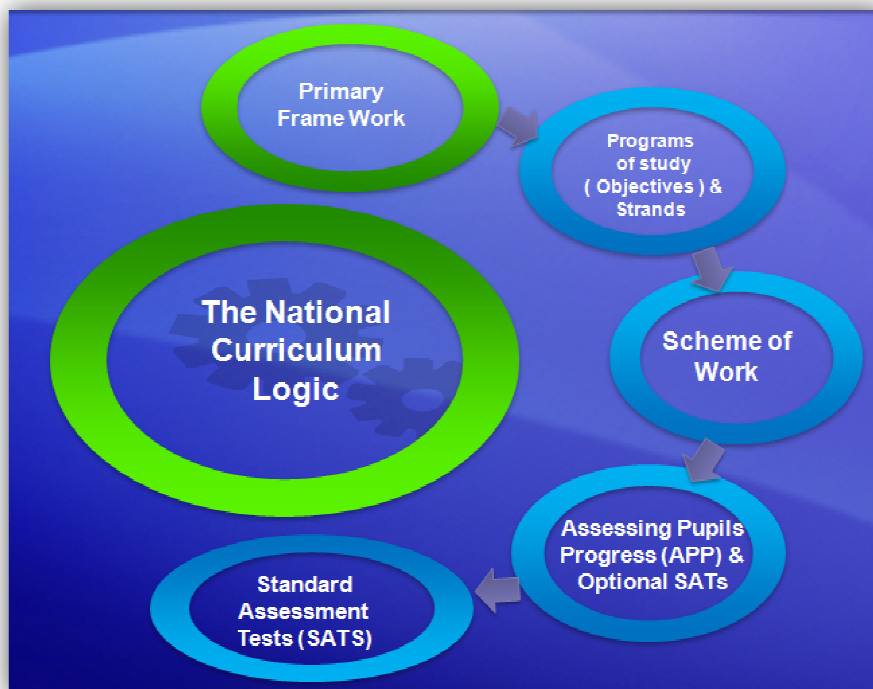 Primary
Frame Work
Programs
of study
( Objectives ) &
Strands
The National
Curriculum
Logic
Scheme of
Work
Assessing Pupils
Progress (APP) &
Optional SATs
Standard
Assessment
Tests (SATS)